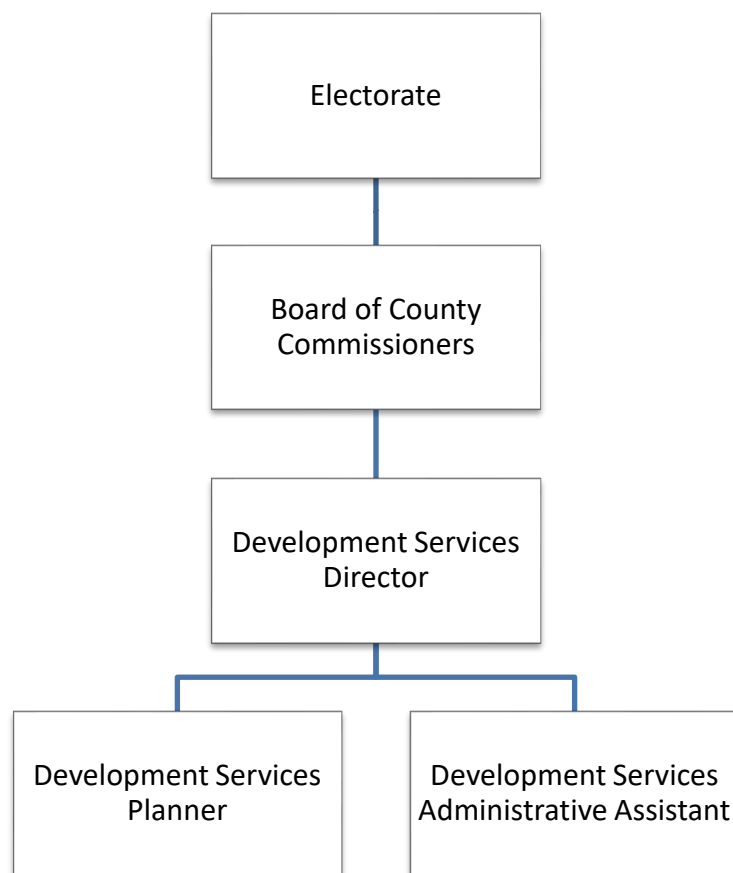 Electorate
Board of County
Commissioners
Development Services
Director
Development Services
Planner
Development Services
Administrative Assistant